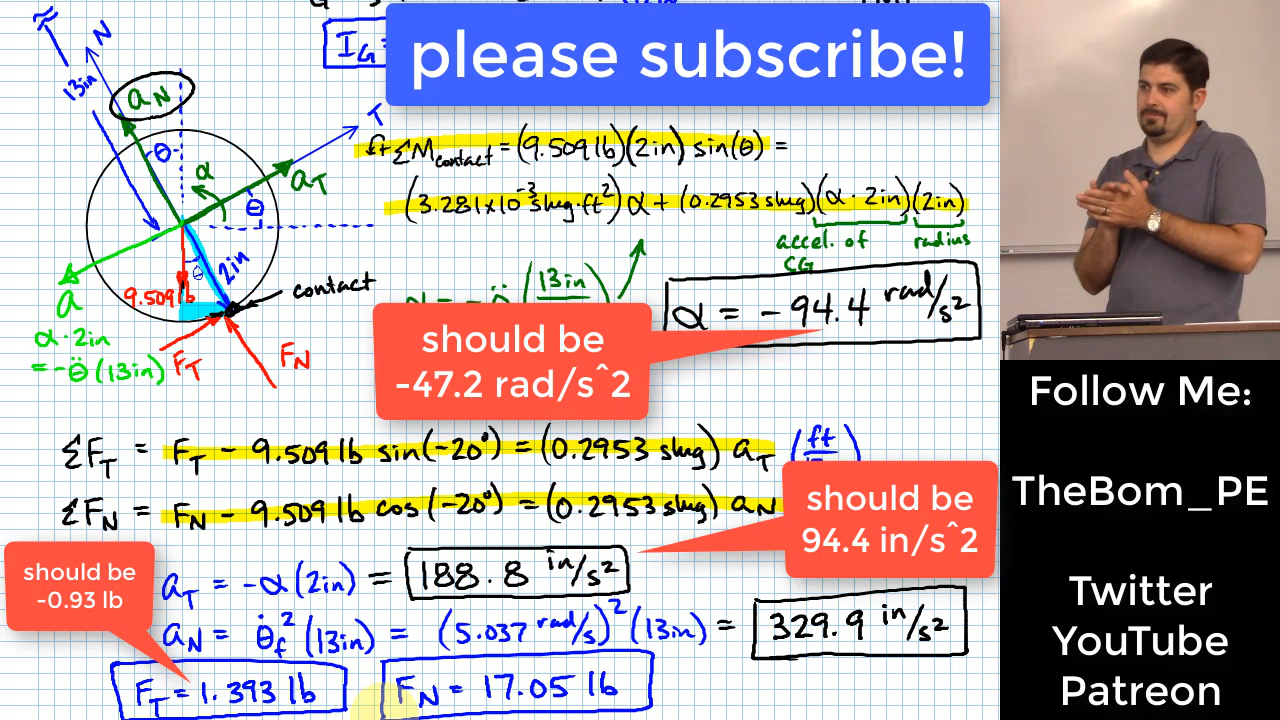 I_G =
please subscribe!
N
13in
a_N
T
θ
α
a_T
θ
θ
2in
a
9.509 lb
contact
α·2in
= -θ̈(13in)
F_T
F_N
↶+ ΣM_contact = (9.509 lb)(2in) sin(θ) =
(3.281x10^-3 slug·ft²) α + (0.2953 slug)(α·2in)(2in)
accel. of
CG
radius
(13in
α = -94.4 rad/s²
should be
-47.2 rad/s^2
ΣF_T = F_T - 9.509 lb sin(-20°) = (0.2953 slug) a_T (ft
ΣF_N = F_N - 9.509 lb cos(-20°) = (0.2953 slug) a_N
should be
94.4 in/s^2
should be
-0.93 lb
a_T = -α(2in) = 188.8 in/s²
a_N = θ̇_f²(13in) = (5.037 rad/s)²(13in) = 329.9 in/s²
F_T = 1.393 lb
F_N = 17.05 lb
Follow Me:
TheBom_PE
Twitter
YouTube
Patreon